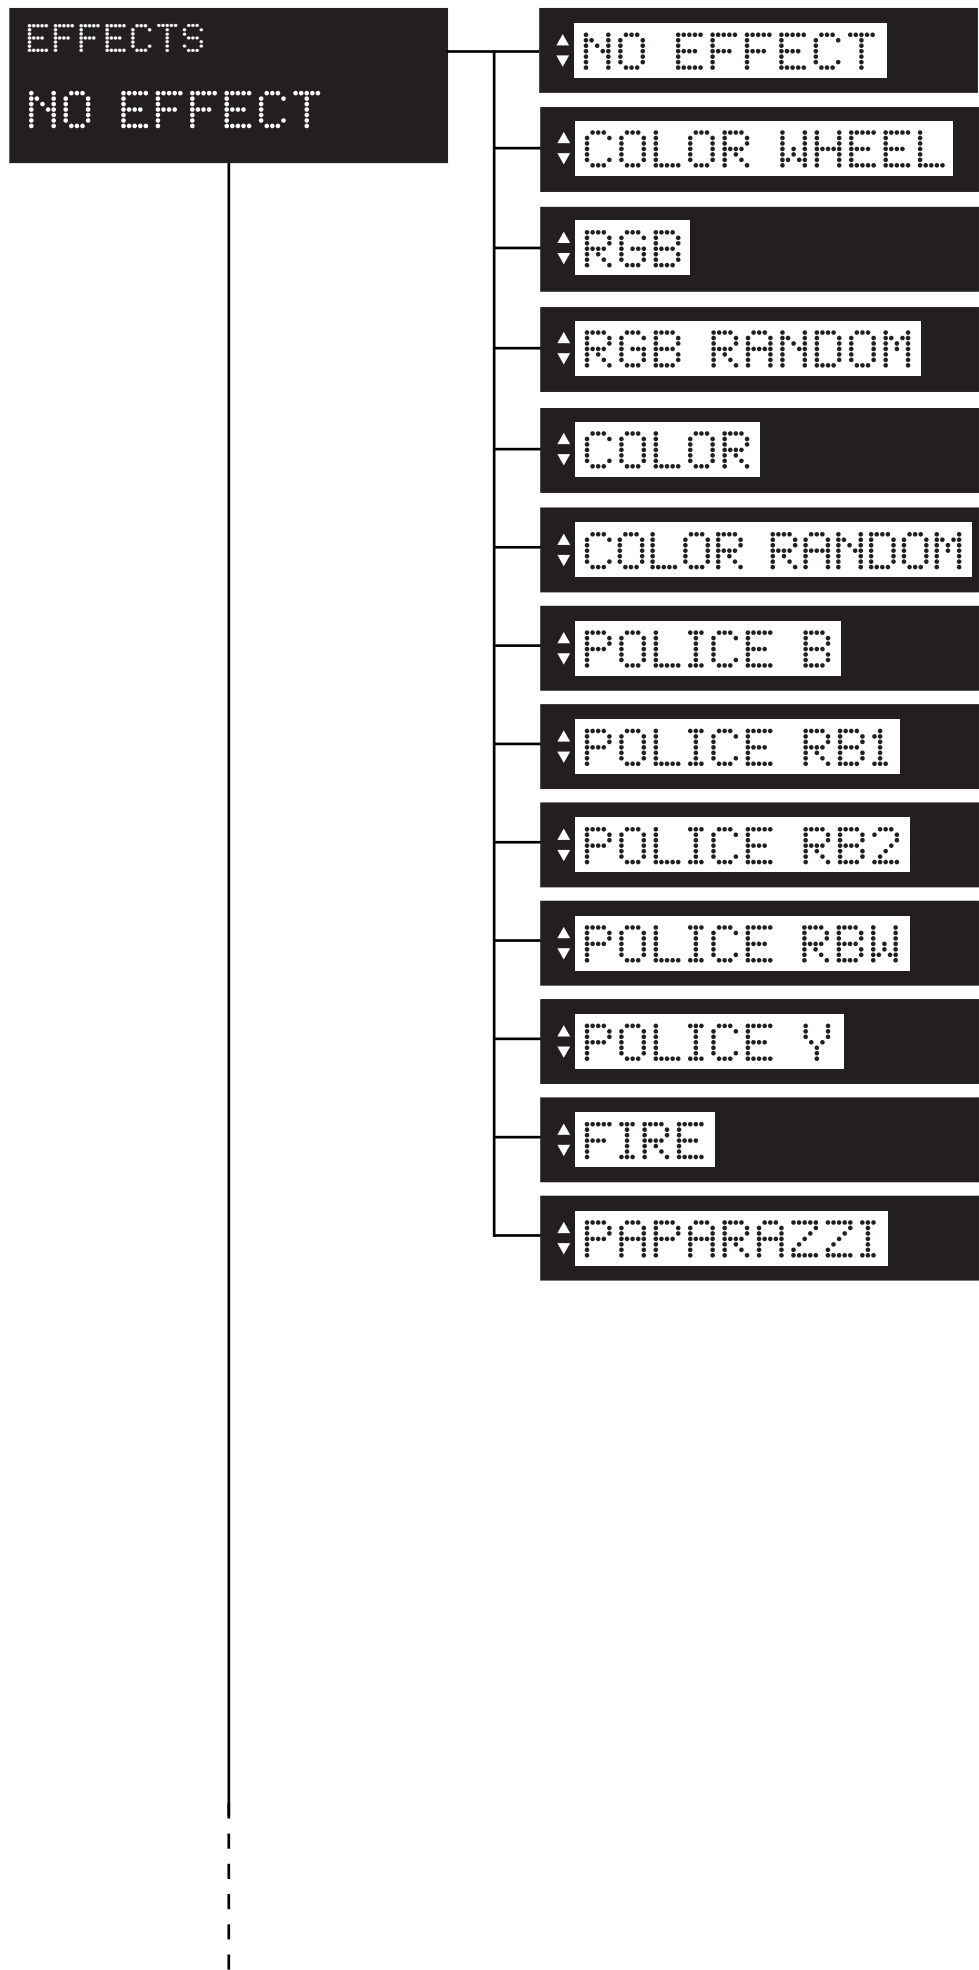 EFFECTS
NO EFFECT
NO EFFECT
COLOR WHEEL
RGB
RGB RANDOM
COLOR
COLOR RANDOM
POLICE B
POLICE RB1
POLICE RB2
POLICE RBW
POLICE Y
FIRE
PAPARAZZI